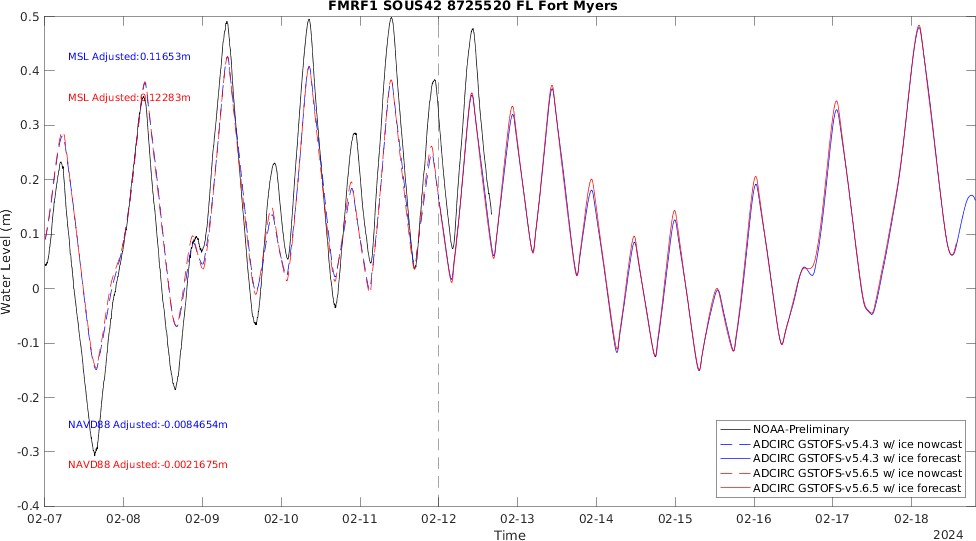 FMRF1 SOUS42 8725520 FL Fort Myers
0.5
0.4
0.3
0.2
0.1
0
-0.1
-0.2
-0.3
-0.4
Water Level (m)
MSL Adjusted:0.11653m
MSL Adjusted:0.12283m
NAVD88 Adjusted:-0.0084654m
NAVD88 Adjusted:-0.0021675m
NOAA-Preliminary
ADCIRC GSTOFS-v5.4.3 w/ ice nowcast
ADCIRC GSTOFS-v5.4.3 w/ ice forecast
ADCIRC GSTOFS-v5.6.5 w/ ice nowcast
ADCIRC GSTOFS-v5.6.5 w/ ice forecast
02-07 02-08 02-09 02-10 02-11 02-12 02-13 02-14 02-15 02-16 02-17 02-18
Time
2024